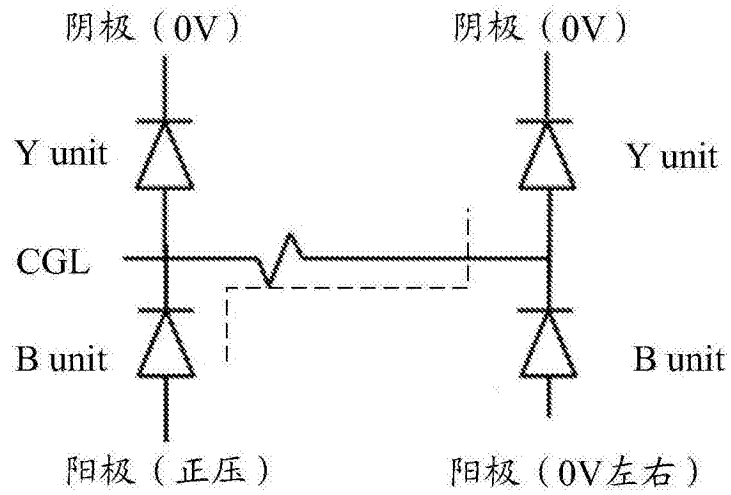 阴极（0V） 阴极（0V）
Y unit Y unit
CGL
B unit B unit
阳极（正压） 阳极（0V左右）